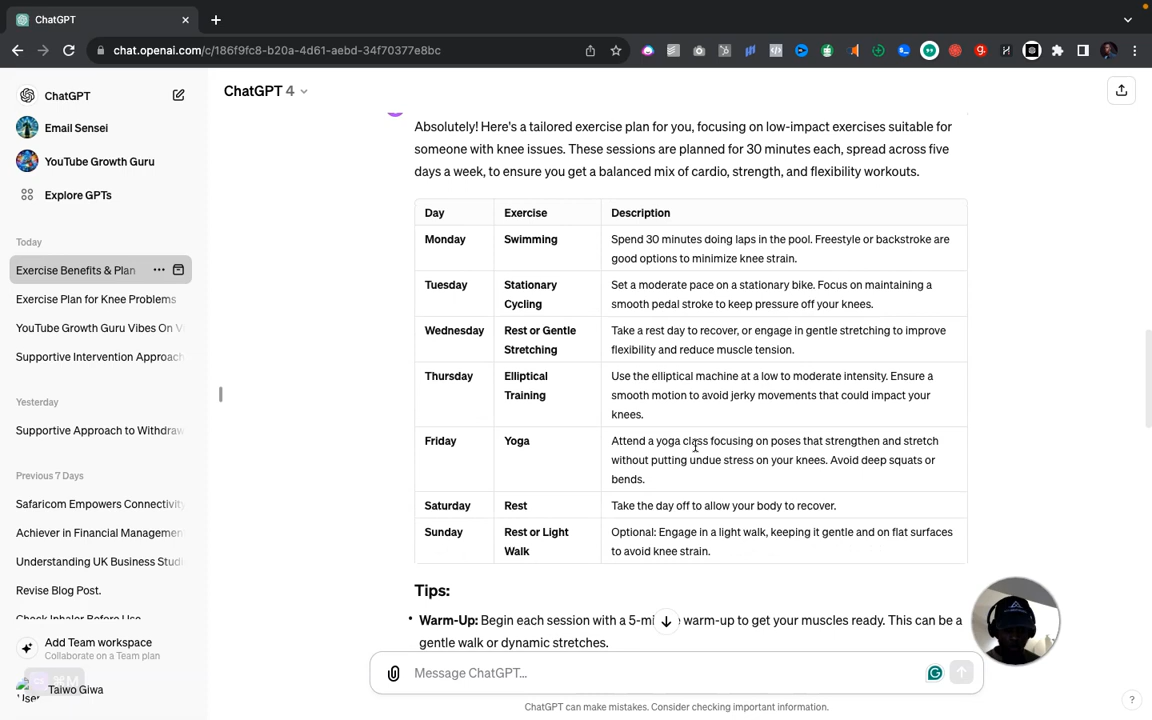 ChatGPT
chat.openai.com/c/186f9fc8-b20a-4d61-aebd-34f70377e8bc
ChatGPT
Email Sensei
YouTube Growth Guru
Explore GPTs
Today
Exercise Benefits & Plan
Exercise Plan for Knee Problems
YouTube Growth Guru Vibes On V
Supportive Intervention Approach
Yesterday
Supportive Approach to Withdraw
Previous 7 Days
Safaricom Empowers Connectivity
Achiever in Financial Management
Understanding UK Business Studi
Revise Blog Post.
Check Inhaler Before Use
Add Team workspace
Collaborate on a Team plan
Taiwo Giwa
ChatGPT 4
Absolutely! Here's a tailored exercise plan for you, focusing on low-impact exercises suitable for
someone with knee issues. These sessions are planned for 30 minutes each, spread across five
days a week, to ensure you get a balanced mix of cardio, strength, and flexibility workouts.
Day Exercise Description
Monday Swimming Spend 30 minutes doing laps in the pool. Freestyle or backstroke are
good options to minimize knee strain.
Tuesday Stationary Set a moderate pace on a stationary bike. Focus on maintaining a
Cycling smooth pedal stroke to keep pressure off your knees.
Wednesday Rest or Gentle Take a rest day to recover, or engage in gentle stretching to improve
Stretching flexibility and reduce muscle tension.
Thursday Elliptical Use the elliptical machine at a low to moderate intensity. Ensure a
Training smooth motion to avoid jerky movements that could impact your
knees.
Friday Yoga Attend a yoga class focusing on poses that strengthen and stretch
without putting undue stress on your knees. Avoid deep squats or
bends.
Saturday Rest Take the day off to allow your body to recover.
Sunday Rest or Light Optional: Engage in a light walk, keeping it gentle and on flat surfaces
Walk to avoid knee strain.
Tips:
• Warm-Up: Begin each session with a 5-mi e warm-up to get your muscles ready. This can be a
gentle walk or dynamic stretches.
Message ChatGPT...
ChatGPT can make mistakes. Consider checking important information.
?